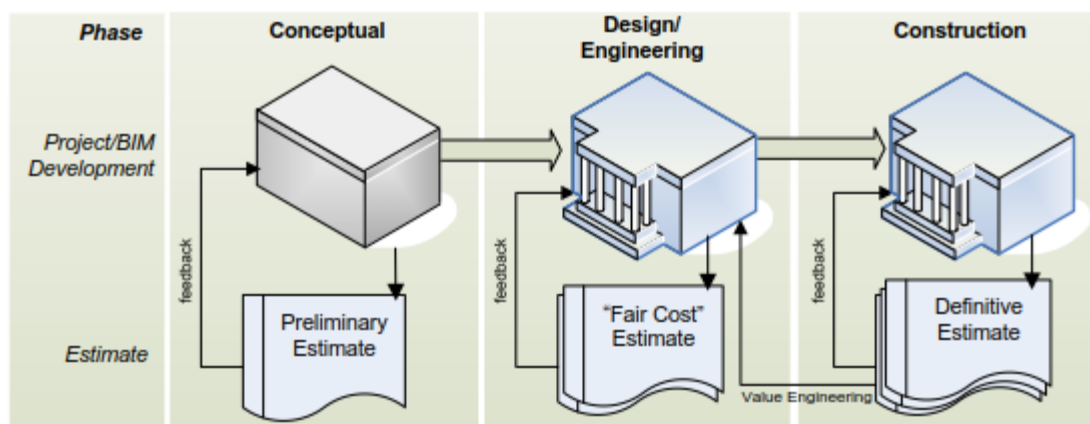 Phase
Conceptual
Design/
Engineering
Construction
Project/BIM
Development
feedback
feedback
feedback
Estimate
Preliminary
Estimate
“Fair Cost”
Estimate
Definitive
Estimate
Value Engineering